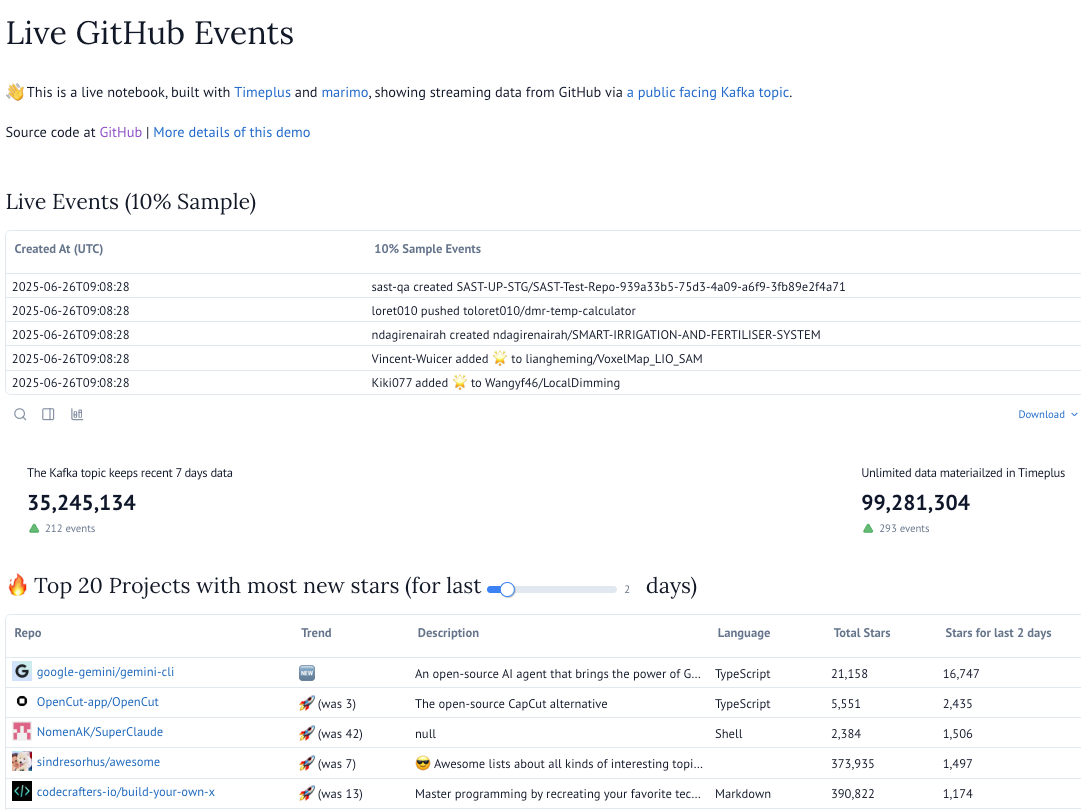 Live GitHub Events
👋 This is a live notebook, built with Timeplus and marimo, showing streaming data from GitHub via a public facing Kafka topic.
Source code at GitHub | More details of this demo
Live Events (10% Sample)
Created At (UTC) 10% Sample Events
2025-06-26T09:08:28 sast-qa created SAST-UP-STG/SAST-Test-Repo-939a33b5-75d3-4a09-a6f9-3fb89e2f4a71
2025-06-26T09:08:28 loret010 pushed toloret010/dmr-temp-calculator
2025-06-26T09:08:28 ndagirenairah created ndagirenairah/SMART-IRRIGATION-AND-FERTILISER-SYSTEM
2025-06-26T09:08:28 Vincent-Wuicer added 🌟 to liangheming/VoxelMap_LIO_SAM
2025-06-26T09:08:28 Kiki077 added 🌟 to Wangyf46/LocalDimming
Download
The Kafka topic keeps recent 7 days data Unlimited data materiailzed in Timeplus
35,245,134 99,281,304
212 events 293 events
🔥 Top 20 Projects with most new stars (for last 2 days)
Repo Trend Description Language Total Stars Stars for last 2 days
google-gemini/gemini-cli 🆕 An open-source AI agent that brings the power of G... TypeScript 21,158 16,747
OpenCut-app/OpenCut 🚀 (was 3) The open-source CapCut alternative TypeScript 5,551 2,435
NomenAK/SuperClaude 🚀 (was 42) null Shell 2,384 1,506
sindresorhus/awesome 🚀 (was 7) 😎 Awesome lists about all kinds of interesting topi... 373,935 1,497
codecrafters-io/build-your-own-x 🚀 (was 13) Master programming by recreating your favorite tec... Markdown 390,822 1,174